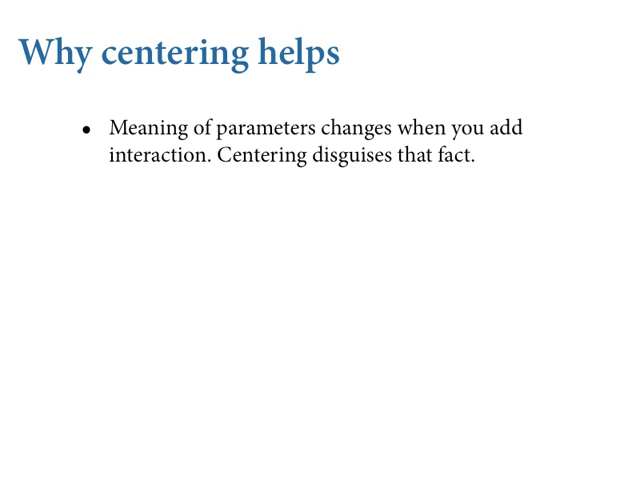 Why centering helps
• Meaning of parameters changes when you add
interaction. Centering disguises that fact.